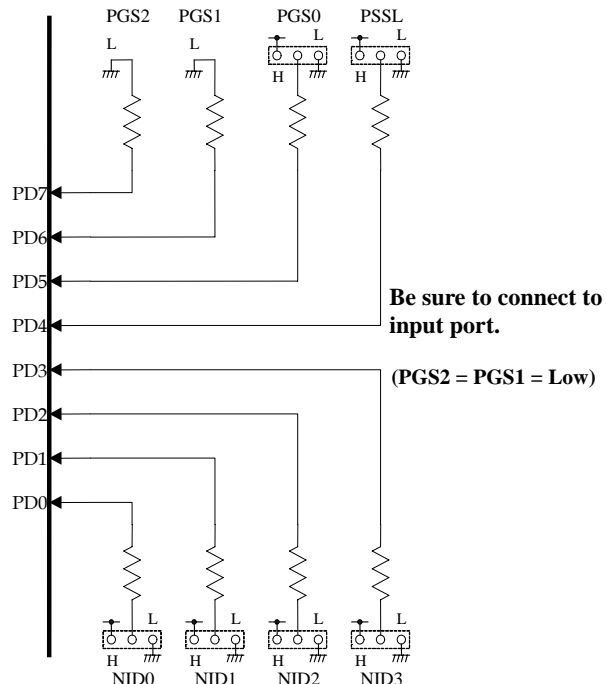 PGS2 PGS1 PGS0 PSSL
L L L L
H H
PD7
PD6
PD5
Be sure to connect to
PD4
input port.
PD3
(PGS2 = PGS1 = Low)
PD2
PD1
PD0
L L L L
H H H H
NID0 NID1 NID2 NID3